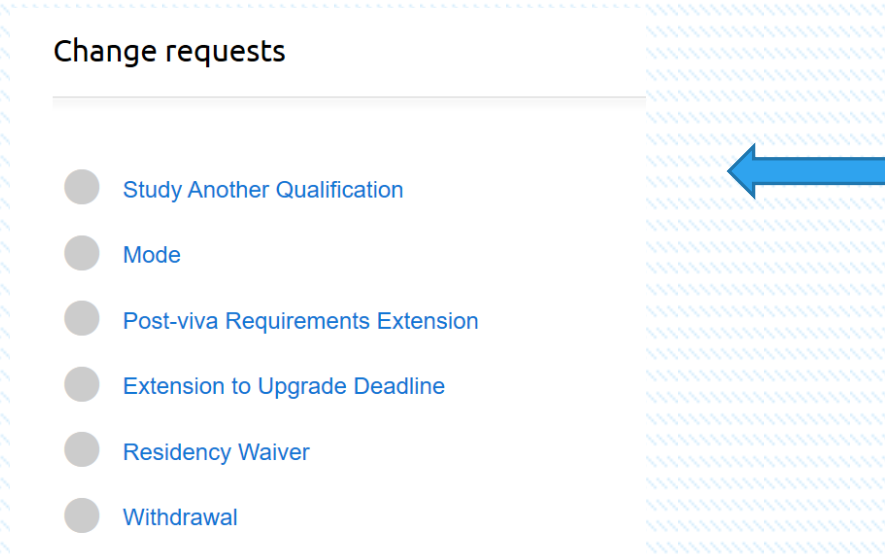 Change requests
Study Another Qualification
Mode
Post-viva Requirements Extension
Extension to Upgrade Deadline
Residency Waiver
Withdrawal